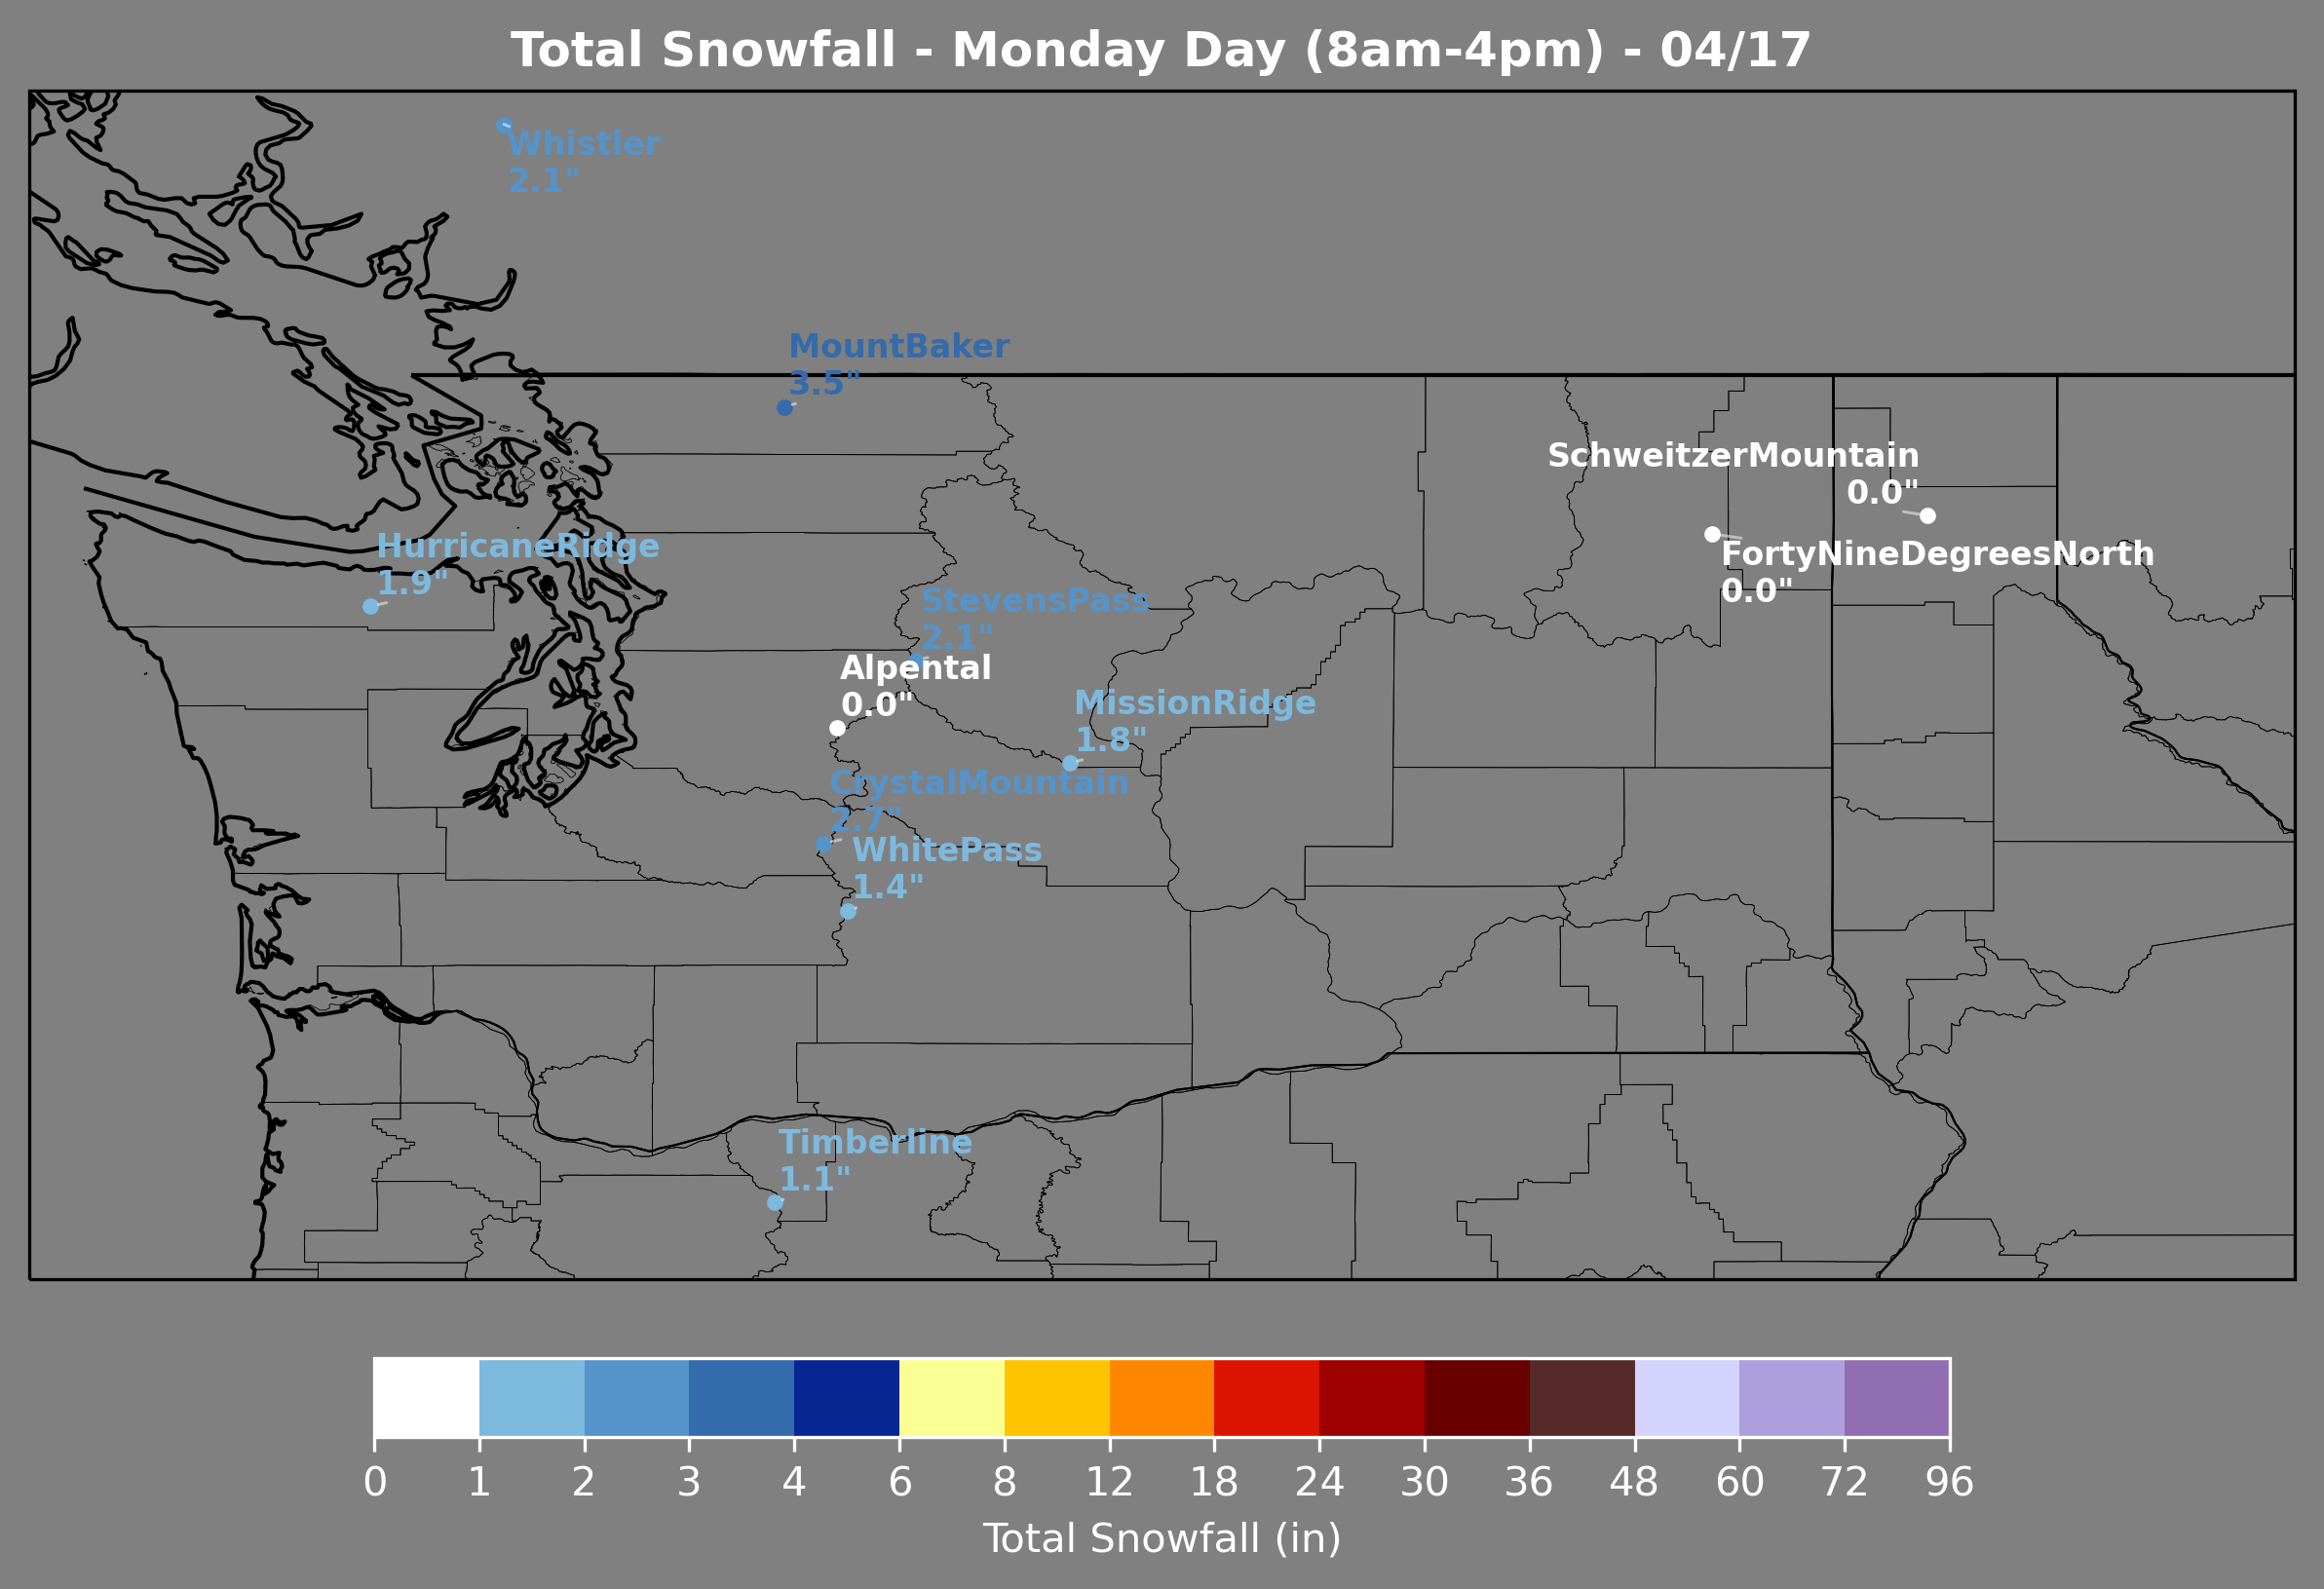 Total Snowfall - Monday Day (8am-4pm) - 04/17
Whistler
2.1"
MountBaker
3.5"
SchweitzerMountain
0.0"
HurricaneRidge
1.9"
FortyNineDegreesNorth
0.0"
StevensPass
2.1"
Alpental
0.0"
MissionRidge
1.8"
CrystalMountain
2.7"
WhitePass
1.4"
Timberline
1.1"
0 1 2 3 4 6 8 12 18 24 30 36 48 60 72 96
Total Snowfall (in)